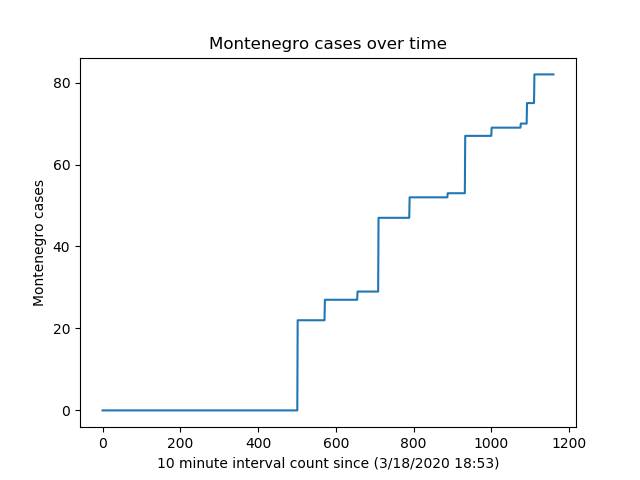 Montenegro cases over time
80
60
40
20
0
Montenegro cases
0 200 400 600 800 1000 1200
10 minute interval count since (3/18/2020 18:53)